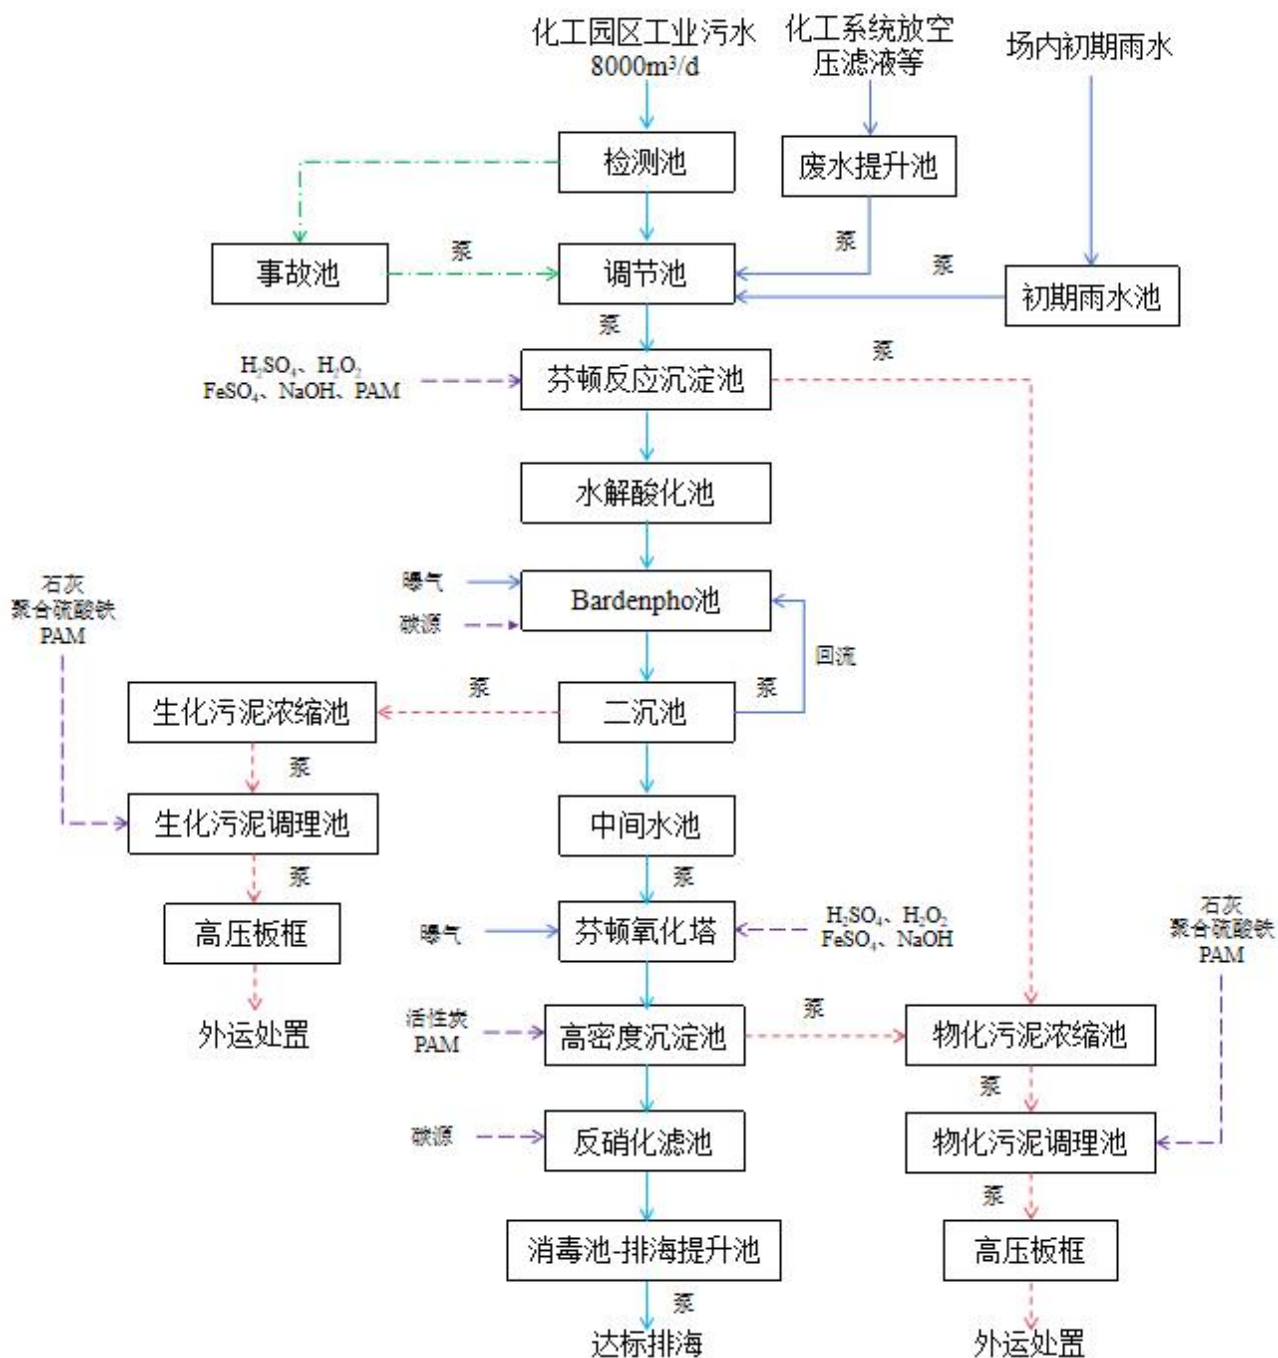 化工园区工业污水
8000m³/d
化工系统放空
压滤液等
场内初期雨水
检测池
废水提升池
事故池
泵
调节池
泵
泵
初期雨水池
泵
泵
H₂SO₄、H₂O₂
FeSO₄、NaOH、PAM
芬顿反应沉淀池
水解酸化池
曝气
碳源
Bardenpho池
回流
石灰
聚合硫酸铁
PAM
生化污泥浓缩池
泵
二沉池
泵
泵
生化污泥调理池
中间水池
泵
泵
高压板框
曝气
芬顿氧化塔
H₂SO₄、H₂O₂
FeSO₄、NaOH
石灰
聚合硫酸铁
PAM
外运处置
活性炭
PAM
高密度沉淀池
泵
物化污泥浓缩池
泵
碳源
反硝化滤池
物化污泥调理池
泵
消毒池-排海提升池
高压板框
泵
达标排海
外运处置